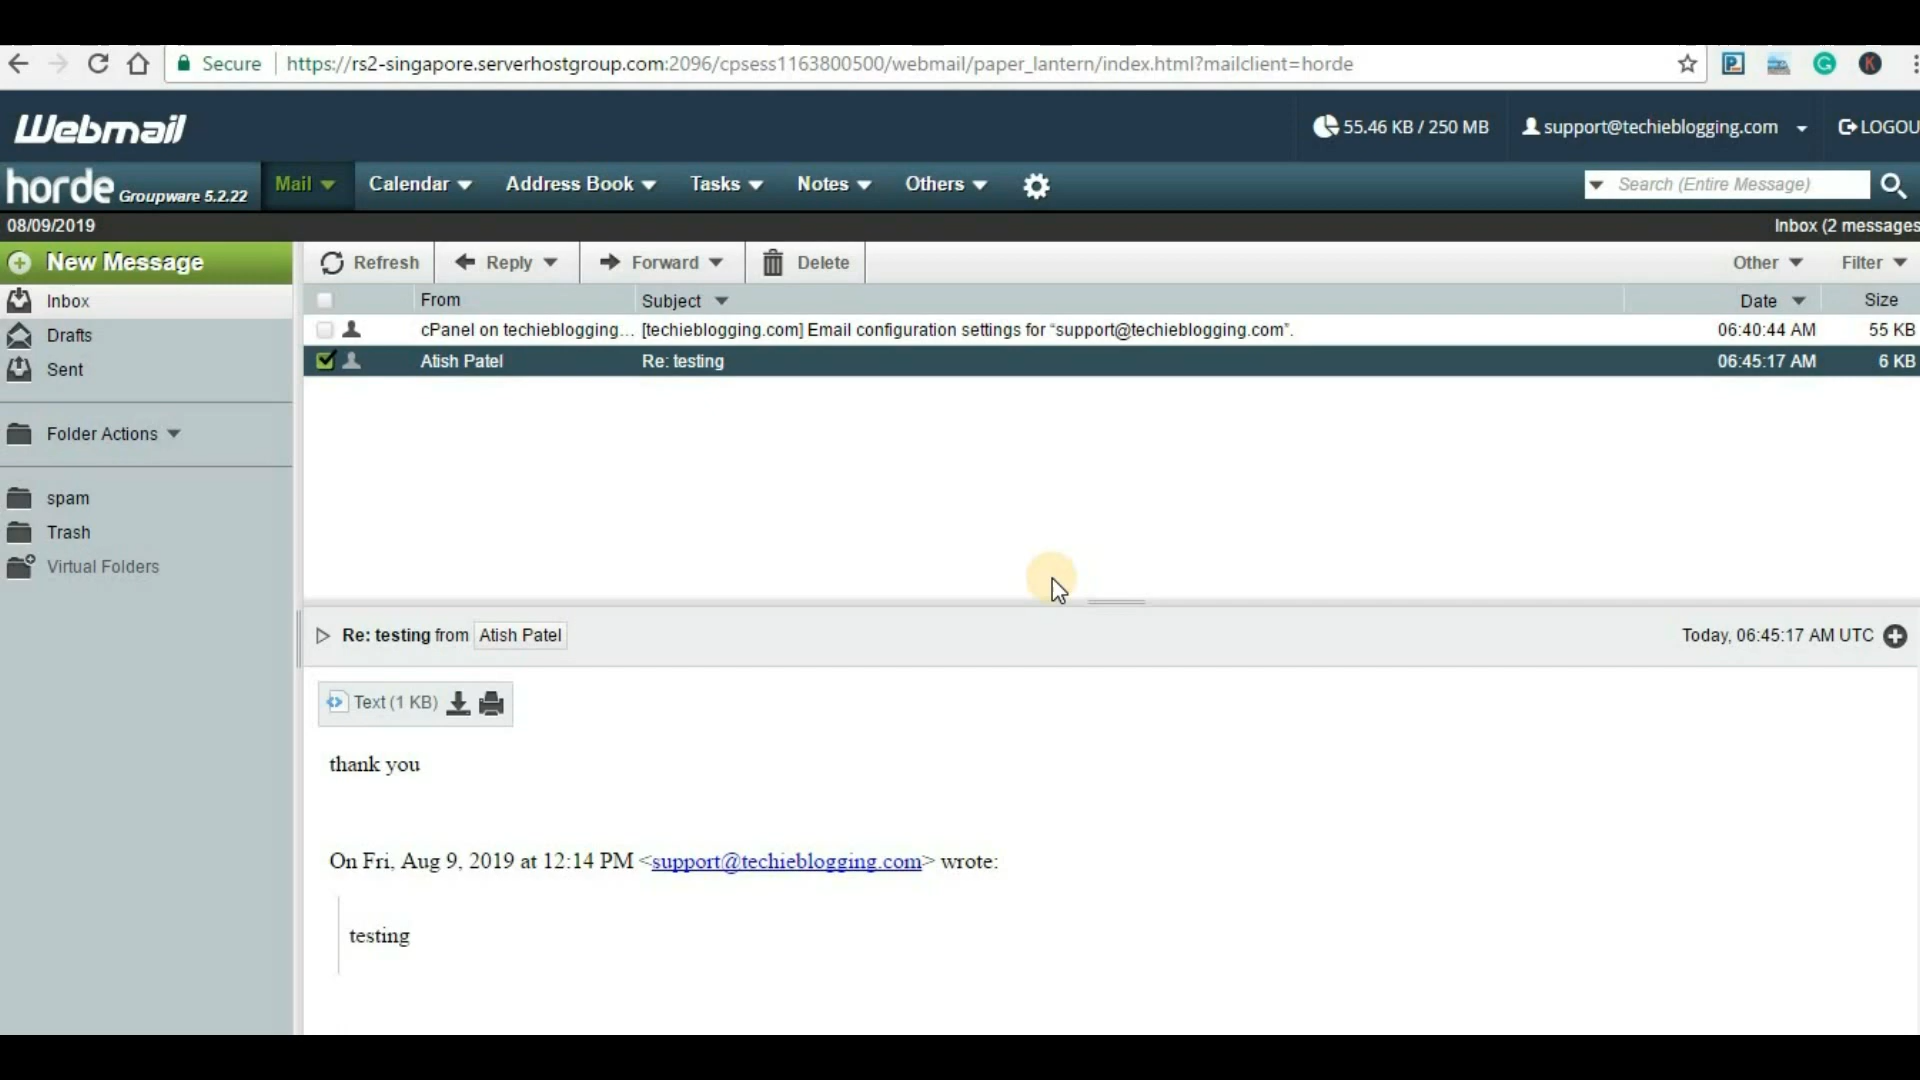 Secure https://rs2-singapore.serverhostgroup.com:2096/cpsess1163800500/webmail/paper_lantern/index.html?mailclient=horde
Webmail 55.46 KB / 250 MB support@techieblogging.com LOGOU
horde Groupware 5.2.22 Mail Calendar Address Book Tasks Notes Others Search (Entire Message)
08/09/2019 Inbox (2 messages
New Message Refresh Reply Forward Delete Other Filter
Inbox From Subject Date Size
cPanel on techieblogging... [techieblogging.com] Email configuration settings for “support@techieblogging.com”. 06:40:44 AM 55 KB
Drafts
Atish Patel Re: testing 06:45:17 AM 6 KB
Sent
Folder Actions
spam
Trash
Virtual Folders
Re: testing from Atish Patel Today, 06:45:17 AM UTC
Text (1 KB)
thank you
On Fri, Aug 9, 2019 at 12:14 PM <support@techieblogging.com> wrote:
testing